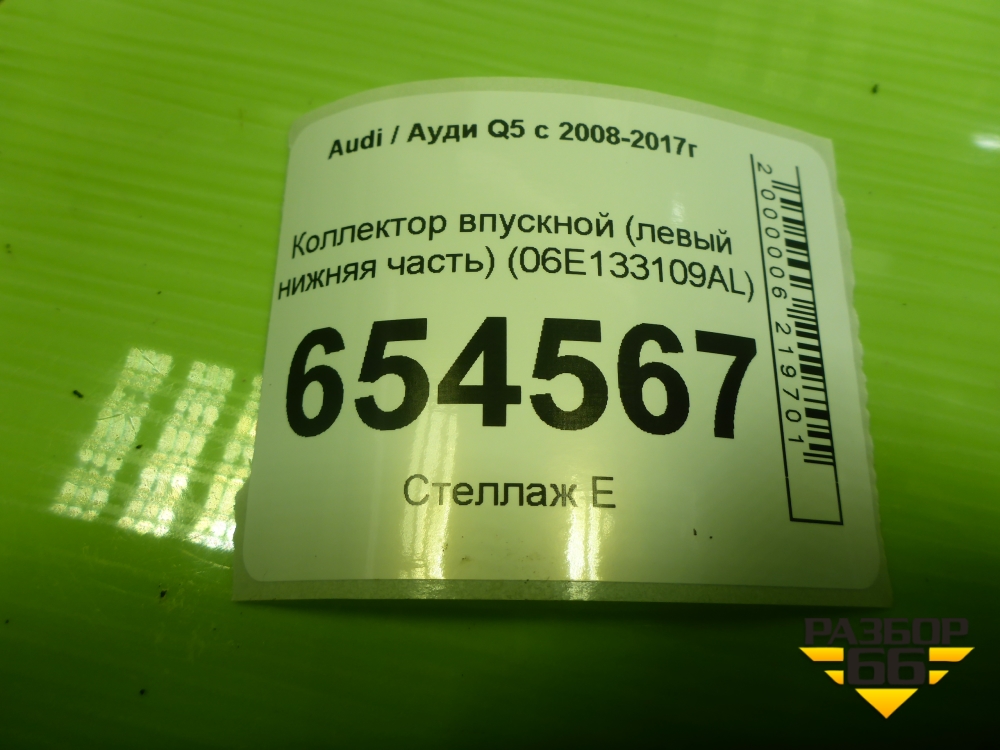 Audi / Ауди Q5 с 2008-2017г
Коллектор впускной (левый
нижняя часть) (06E133109AL)
654567
Стеллаж Е
2000006219701
РАЗБОР
66